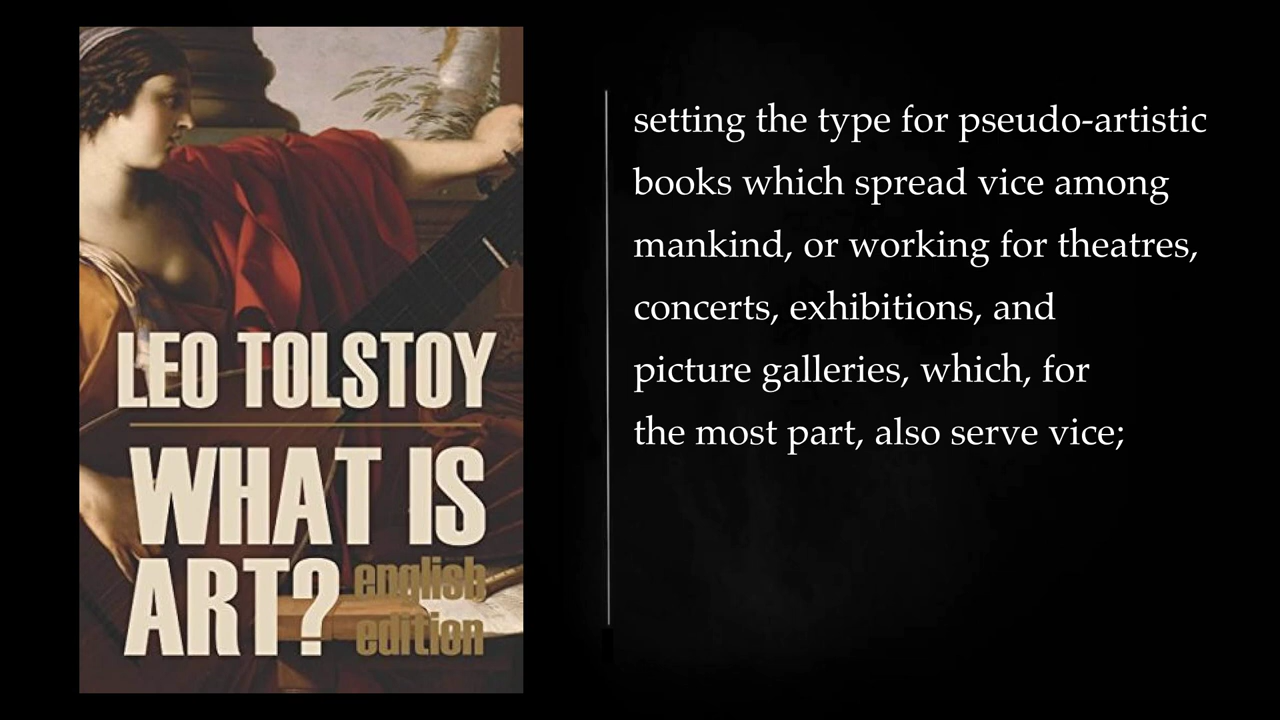 LEO TOLSTOY
WHAT IS
ART?
english
edition
setting the type for pseudo-artistic
books which spread vice among
mankind, or working for theatres,
concerts, exhibitions, and
picture galleries, which, for
the most part, also serve vice;